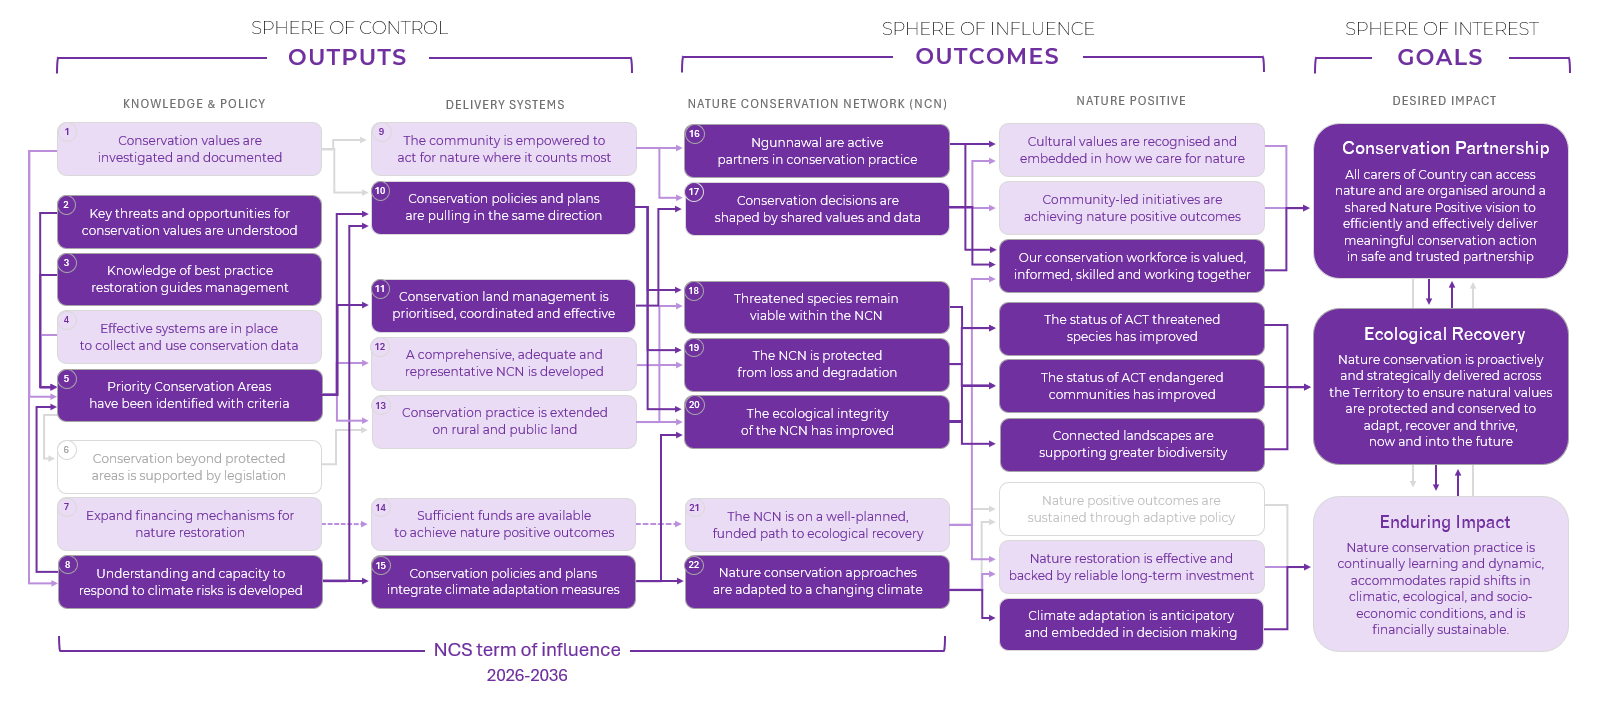 SPHERE OF CONTROL
OUTPUTS
SPHERE OF INFLUENCE
OUTCOMES
SPHERE OF INTEREST
GOALS
KNOWLEDGE & POLICY
1
Conservation values are
investigated and documented
2
Key threats and opportunities for
conservation values are understood
3
Knowledge of best practice
restoration guides management
4
Effective systems are in place
to collect and use conservation data
5
Priority Conservation Areas
have been identified with criteria
6
Conservation beyond protected
areas is supported by legislation
7
Expand financing mechanisms for
nature restoration
8
Understanding and capacity to
respond to climate risks is developed
DELIVERY SYSTEMS
9
The community is empowered to
act for nature where it counts most
10
Conservation policies and plans
are pulling in the same direction
11
Conservation land management is
prioritised, coordinated and effective
12
A comprehensive, adequate and
representative NCN is developed
13
Conservation practice is extended
on rural and public land
14
Sufficient funds are available
to achieve nature positive outcomes
15
Conservation policies and plans
integrate climate adaptation measures
NATURE CONSERVATION NETWORK (NCN)
16
Ngunnawal are active
partners in conservation practice
17
Conservation decisions are
shaped by shared values and data
18
Threatened species remain
viable within the NCN
19
The NCN is protected
from loss and degradation
20
The ecological integrity
of the NCN has improved
21
The NCN is on a well-planned,
funded path to ecological recovery
22
Nature conservation approaches
are adapted to a changing climate
NATURE POSITIVE
Cultural values are recognised and
embedded in how we care for nature
Community-led initiatives are
achieving nature positive outcomes
Our conservation workforce is valued,
informed, skilled and working together
The status of ACT threatened
species has improved
The status of ACT endangered
communities has improved
Connected landscapes are
supporting greater biodiversity
Nature positive outcomes are
sustained through adaptive policy
Nature restoration is effective and
backed by reliable long-term investment
Climate adaptation is anticipatory
and embedded in decision making
DESIRED IMPACT
Conservation Partnership
All carers of Country can access
nature and are organised around a
shared Nature Positive vision to
efficiently and effectively deliver
meaningful conservation action
in safe and trusted partnership
Ecological Recovery
Nature conservation is proactively
and strategically delivered across
the Territory to ensure natural values
are protected and conserved to
adapt, recover and thrive,
now and into the future
Enduring Impact
Nature conservation practice is
continually learning and dynamic,
accommodates rapid shifts in
climatic, ecological, and socio-
economic conditions, and is
financially sustainable.
NCS term of influence
2026-2036